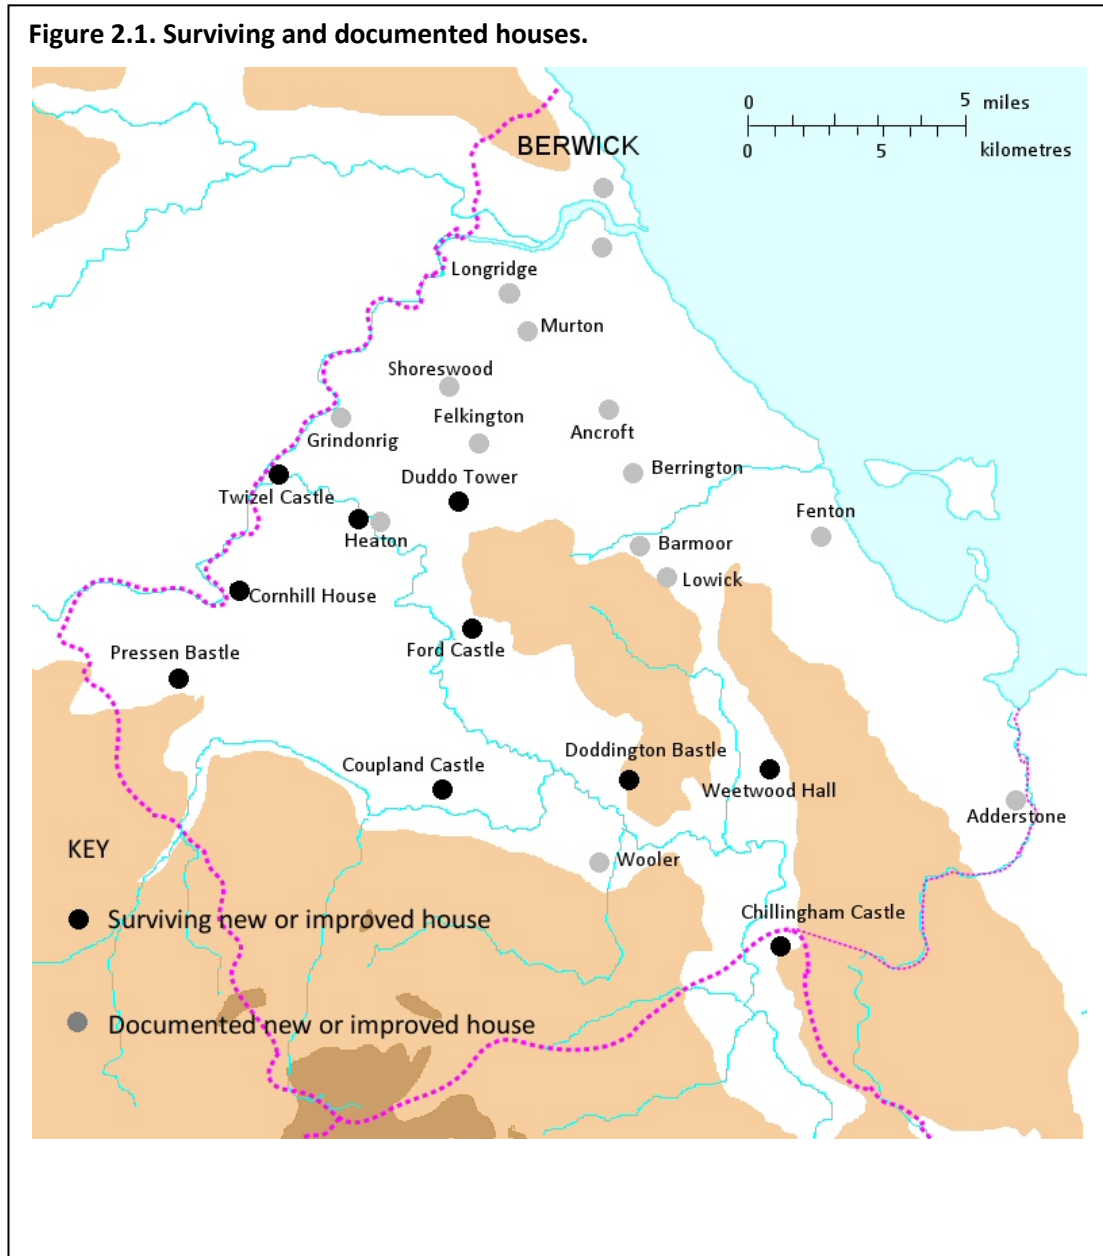 Figure 2.1. Surviving and documented houses.
0 5 miles
0 5 kilometres
BERWICK
Longridge
Murton
Shoreswood
Felkington
Grindonrig
Ancroft
Berrington
Duddo Tower
Twizel Castle
Heaton
Fenton
Barmoor
Lowick
Cornhill House
Ford Castle
Pressen Bastle
Doddington Bastle
Coupland Castle
Weetwood Hall
Adderstone
KEY
Wooler
Surviving new or improved house
Chillingham Castle
Documented new or improved house